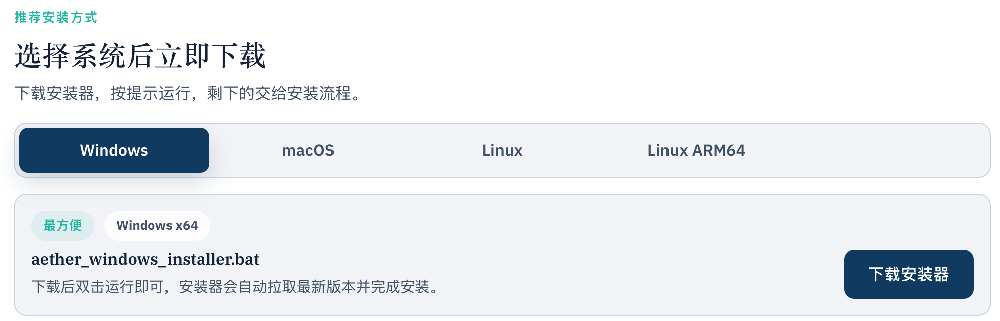 推荐安装方式
选择系统后立即下载
下载安装器，按提示运行，剩下的交给安装流程。
Windows macOS Linux Linux ARM64
最方便 Windows x64
aether_windows_installer.bat
下载后双击运行即可，安装器会自动拉取最新版本并完成安装。
下载安装器